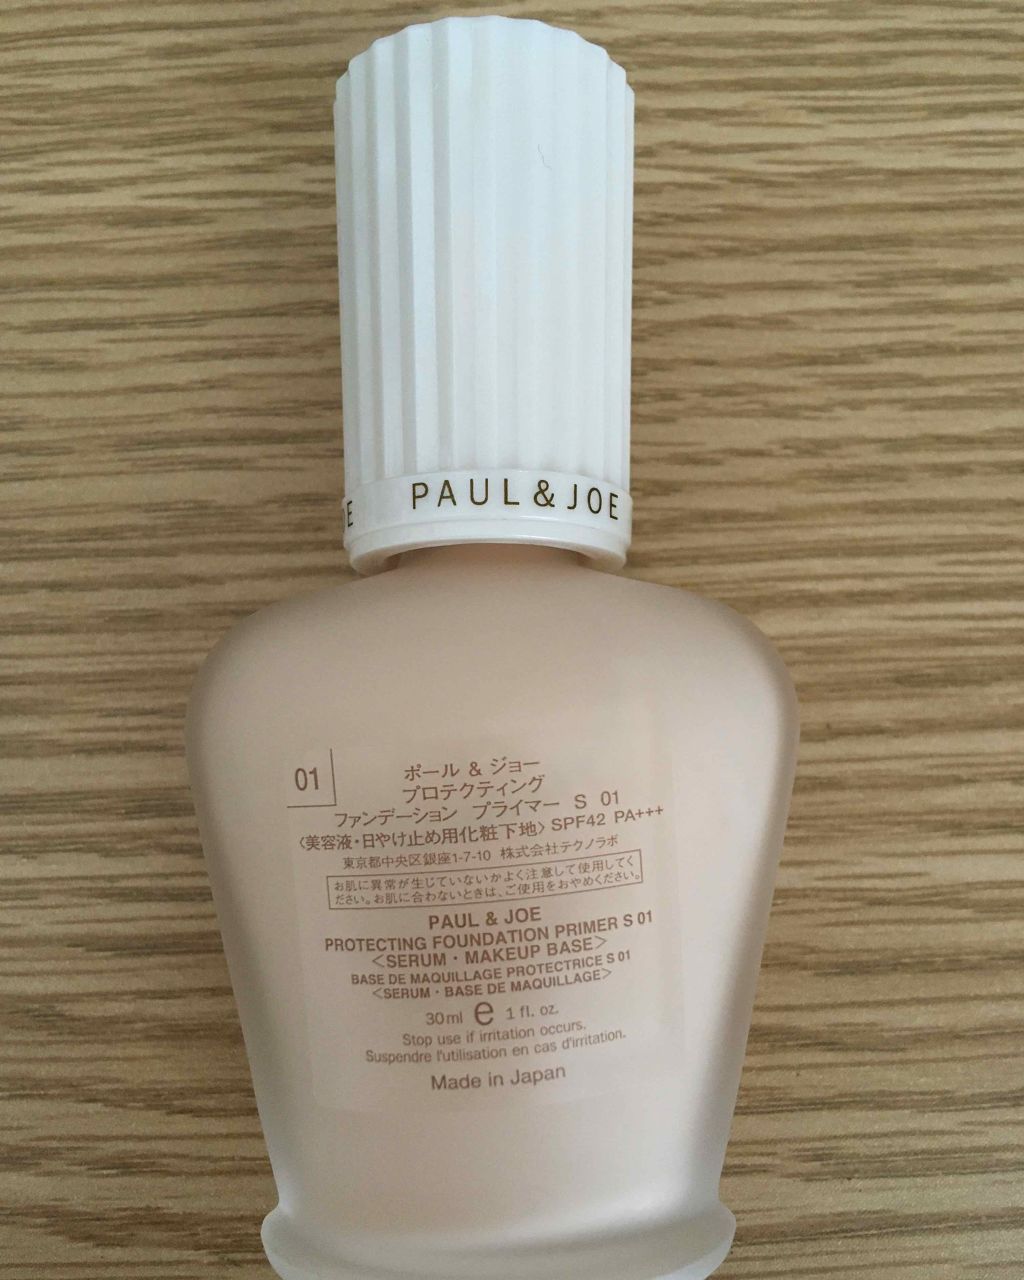 OE PAUL&JOE
01
ポール & ジョー
プロテクティング
ファンデーション プライマー S 01
〈美容液・日やけ止め用化粧下地〉 SPF42 PA+++
東京都中央区銀座1-7-10 株式会社テクノラボ
お肌に異常が生じていないかよく注意して使用してく
ださい。お肌に合わないときは、ご使用をおやめください。
PAUL & JOE
PROTECTING FOUNDATION PRIMER S 01
<SERUM・MAKEUP BASE>
BASE DE MAQUILLAGE PROTECTRICE S 01
<SERUM・BASE DE MAQUILLAGE>
30ml e 1 fl. oz.
Stop use if irritation occurs.
Suspendre l'utilisation en cas d'irritation.
Made in Japan